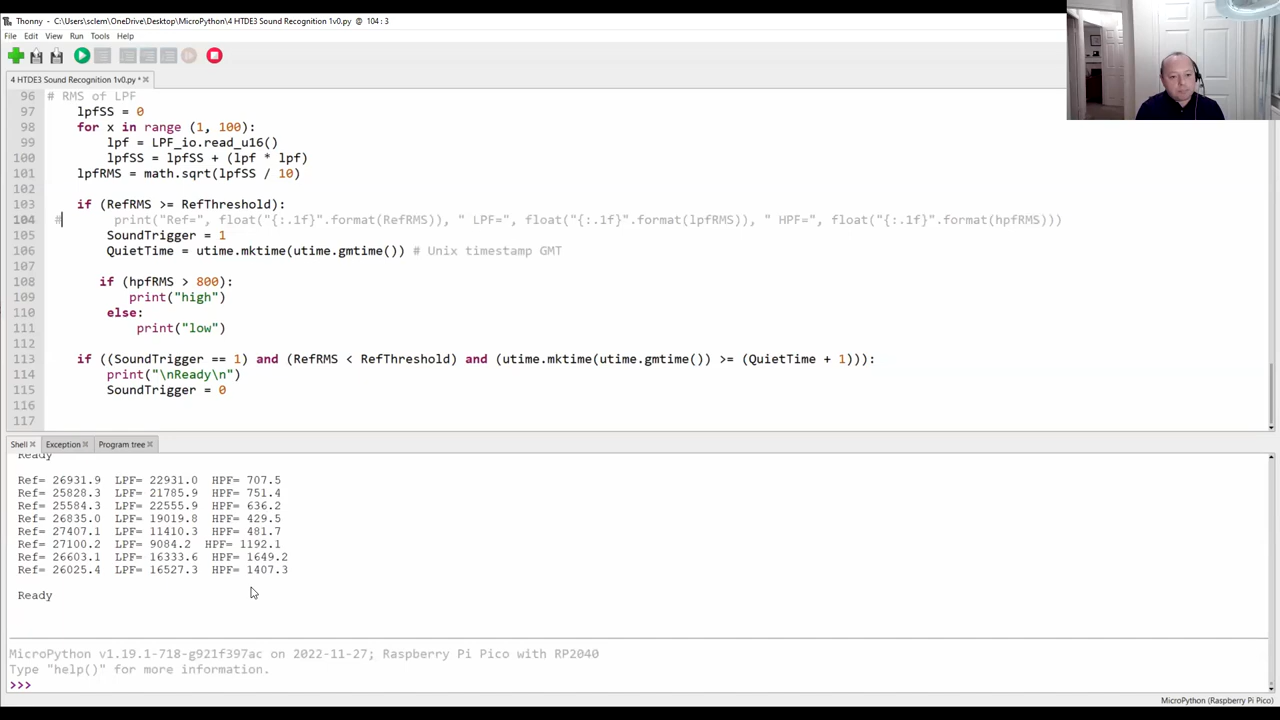 Thonny - C:\Users\sclem\OneDrive\Desktop\MicroPython\4 HTDE3 Sound Recognition 1v0.py @ 104 : 3
File Edit View Run Tools Help
4 HTDE3 Sound Recognition 1v0.py *
96 # RMS of LPF
97 lpfSS = 0
98 for x in range (1, 100):
99 lpf = LPF_io.read_u16()
100 lpfSS = lpfSS + (lpf * lpf)
101 lpfRMS = math.sqrt(lpfSS / 10)
102
103 if (RefRMS >= RefThreshold):
104 # print("Ref=", float("{:.1f}".format(RefRMS)), " LPF=", float("{:.1f}".format(lpfRMS)), " HPF=", float("{:.1f}".format(hpfRMS)))
105 SoundTrigger = 1
106 QuietTime = utime.mktime(utime.gmtime()) # Unix timestamp GMT
107
108 if (hpfRMS > 800):
109 print("high")
110 else:
111 print("low")
112
113 if ((SoundTrigger == 1) and (RefRMS < RefThreshold) and (utime.mktime(utime.gmtime()) >= (QuietTime + 1))):
114 print("\nReady\n")
115 SoundTrigger = 0
116
117
Shell Exception Program tree
Ready
Ref= 26931.9 LPF= 22931.0 HPF= 707.5
Ref= 25828.3 LPF= 21785.9 HPF= 751.4
Ref= 25584.3 LPF= 22555.9 HPF= 636.2
Ref= 26835.0 LPF= 19019.8 HPF= 429.5
Ref= 27407.1 LPF= 11410.3 HPF= 481.7
Ref= 27100.2 LPF= 9084.2 HPF= 1192.1
Ref= 26603.1 LPF= 16333.6 HPF= 1649.2
Ref= 26025.4 LPF= 16527.3 HPF= 1407.3
Ready
MicroPython v1.19.1-718-g921f397ac on 2022-11-27; Raspberry Pi Pico with RP2040
Type "help()" for more information.
>>>
MicroPython (Raspberry Pi Pico)